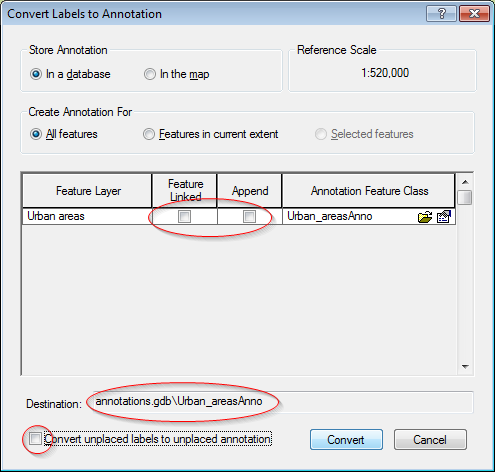 Convert Labels to Annotation
Store Annotation
In a database
In the map
Reference Scale
1:520,000
Create Annotation For
All features
Features in current extent
Selected features
Feature Layer
Feature
Linked
Append
Annotation Feature Class
Urban areas
Urban_areasAnno
Destination:
annotations.gdb\Urban_areasAnno
Convert unplaced labels to unplaced annotation
Convert
Cancel